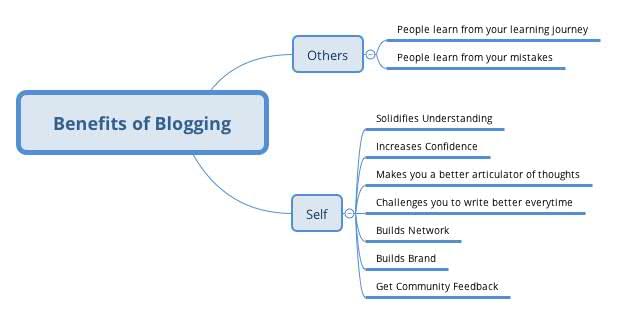 Benefits of Blogging
Others
People learn from your learning journey
People learn from your mistakes
Self
Solidifies Understanding
Increases Confidence
Makes you a better articulator of thoughts
Challenges you to write better everytime
Builds Network
Builds Brand
Get Community Feedback